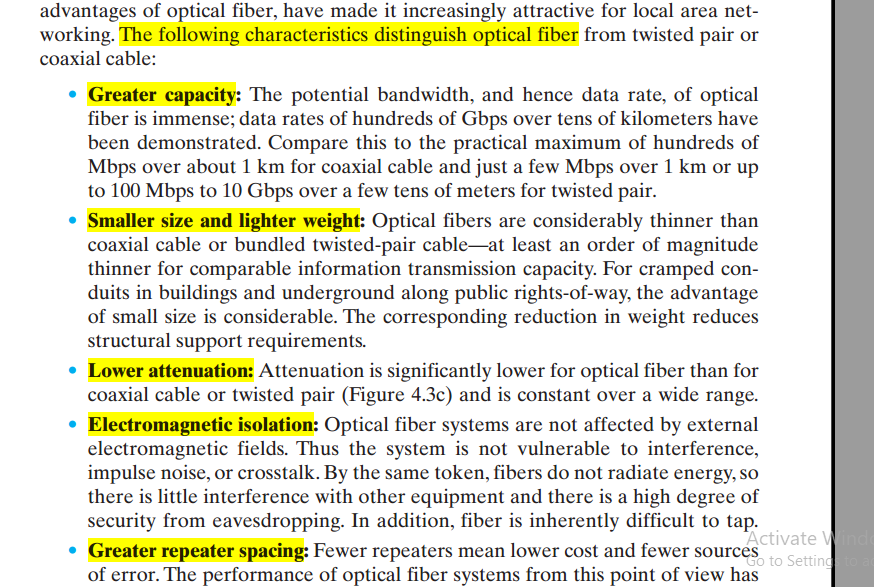 advantages of optical fiber, have made it increasingly attractive for local area net-
working. The following characteristics distinguish optical fiber from twisted pair or
coaxial cable:
• Greater capacity: The potential bandwidth, and hence data rate, of optical
fiber is immense; data rates of hundreds of Gbps over tens of kilometers have
been demonstrated. Compare this to the practical maximum of hundreds of
Mbps over about 1 km for coaxial cable and just a few Mbps over 1 km or up
to 100 Mbps to 10 Gbps over a few tens of meters for twisted pair.
• Smaller size and lighter weight: Optical fibers are considerably thinner than
coaxial cable or bundled twisted-pair cable—at least an order of magnitude
thinner for comparable information transmission capacity. For cramped con-
duits in buildings and underground along public rights-of-way, the advantage
of small size is considerable. The corresponding reduction in weight reduces
structural support requirements.
• Lower attenuation: Attenuation is significantly lower for optical fiber than for
coaxial cable or twisted pair (Figure 4.3c) and is constant over a wide range.
• Electromagnetic isolation: Optical fiber systems are not affected by external
electromagnetic fields. Thus the system is not vulnerable to interference,
impulse noise, or crosstalk. By the same token, fibers do not radiate energy, so
there is little interference with other equipment and there is a high degree of
security from eavesdropping. In addition, fiber is inherently difficult to tap.
• Greater repeater spacing: Fewer repeaters mean lower cost and fewer sources
of error. The performance of optical fiber systems from this point of view has
Activate
Go to Settings to